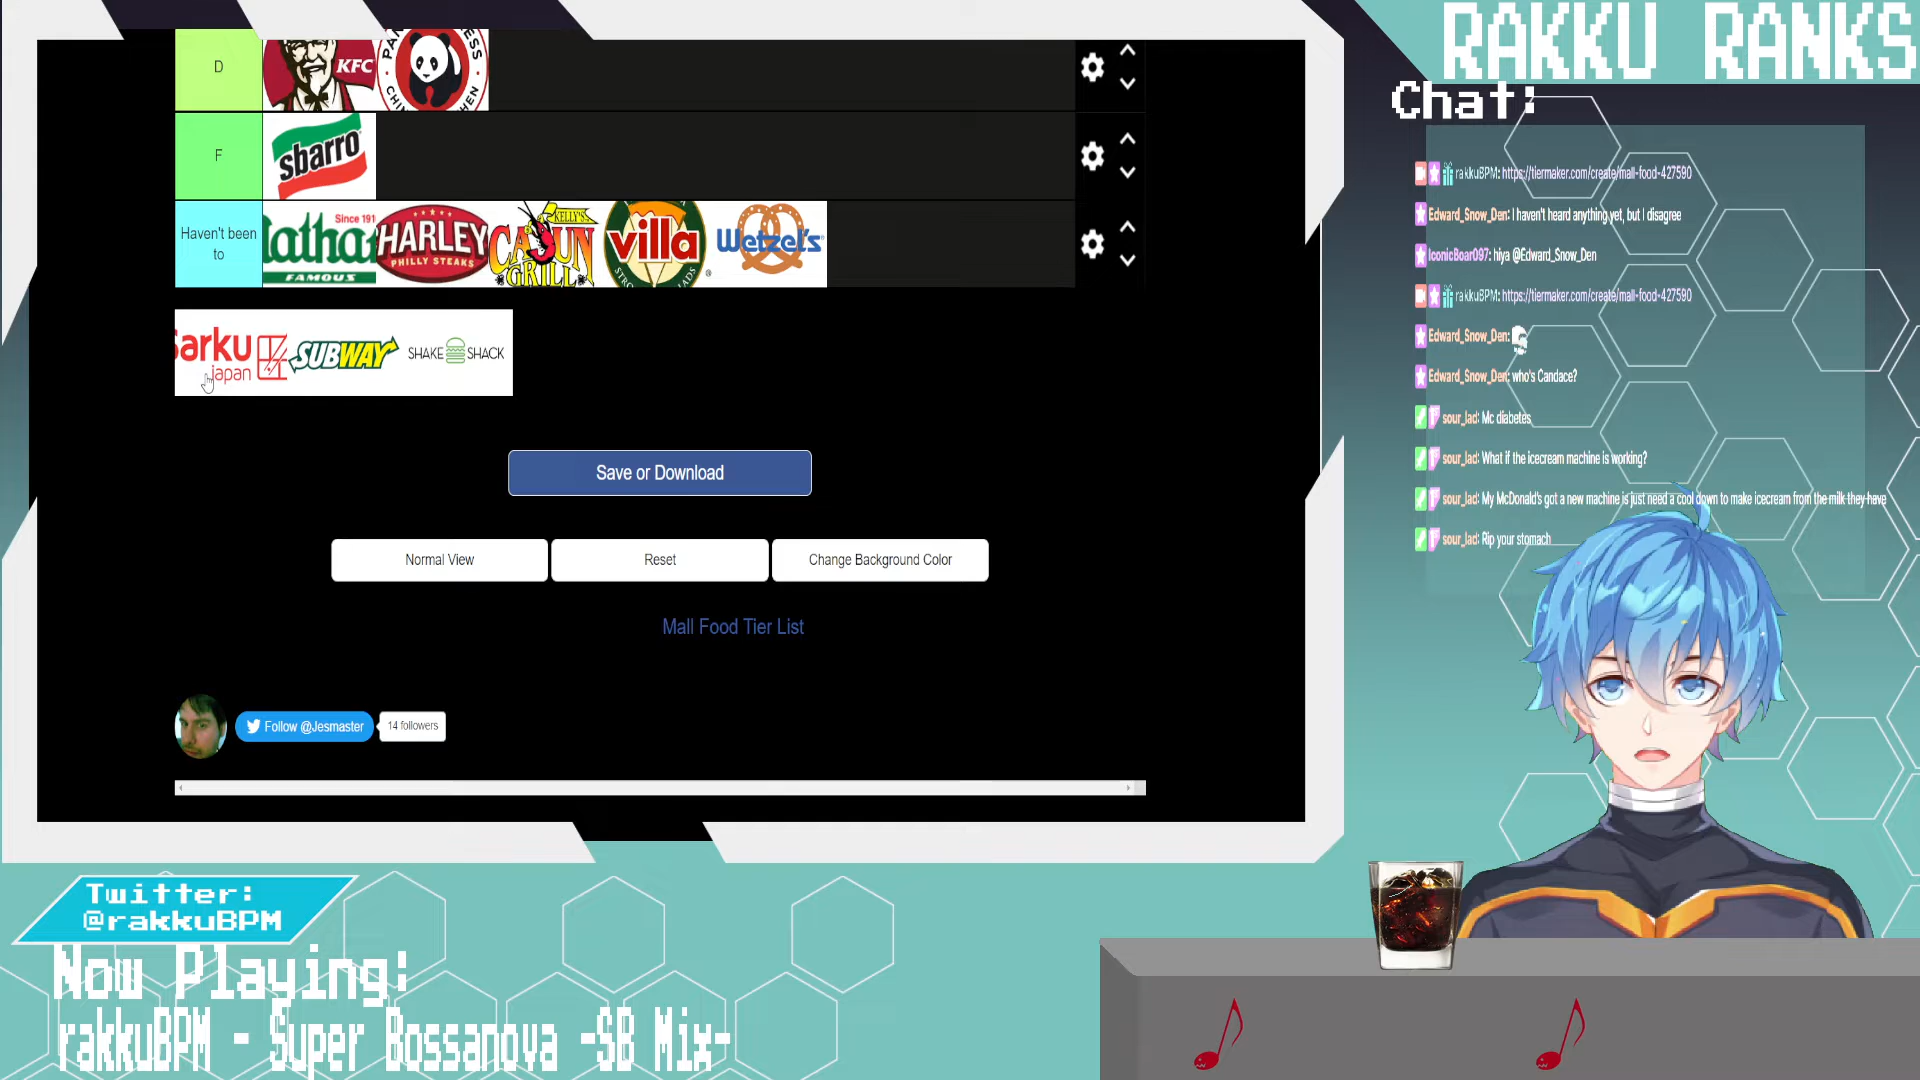 RAKKU RANKS
Chat:
D
KFC
F
sbarro
Haven't been
to
Since 191
FAMOUS
HARLEY
PHILLY STEAKS
KELLY'S
CAJUN
GRILL
villa
Wetzel's
Sarku
japan
SUBWAY
SHAKE SHACK
Save or Download
Normal View
Reset
Change Background Color
Mall Food Tier List
Follow @Jesmaster
14 followers
rakkuBPM: https://tiermaker.com/create/mall-food-427590
Edward_Snow_Den: I haven't heard anything yet, but I disagree
IconicBoar097: hiya @Edward_Snow_Den
rakkuBPM: https://tiermaker.com/create/mall-food-427590
Edward_Snow_Den:
Edward_Snow_Den: who's Candace?
sour_lad: Mc diabetes
sour_lad: What if the icecream machine is working?
sour_lad: My McDonald's got a new machine is just need a cool down to make icecream from the milk they have
sour_lad: Rip your stomach
Twitter:
@rakkuBPM
Now Playing:
rakkuBPM - Super Bossanova -SB Mix-